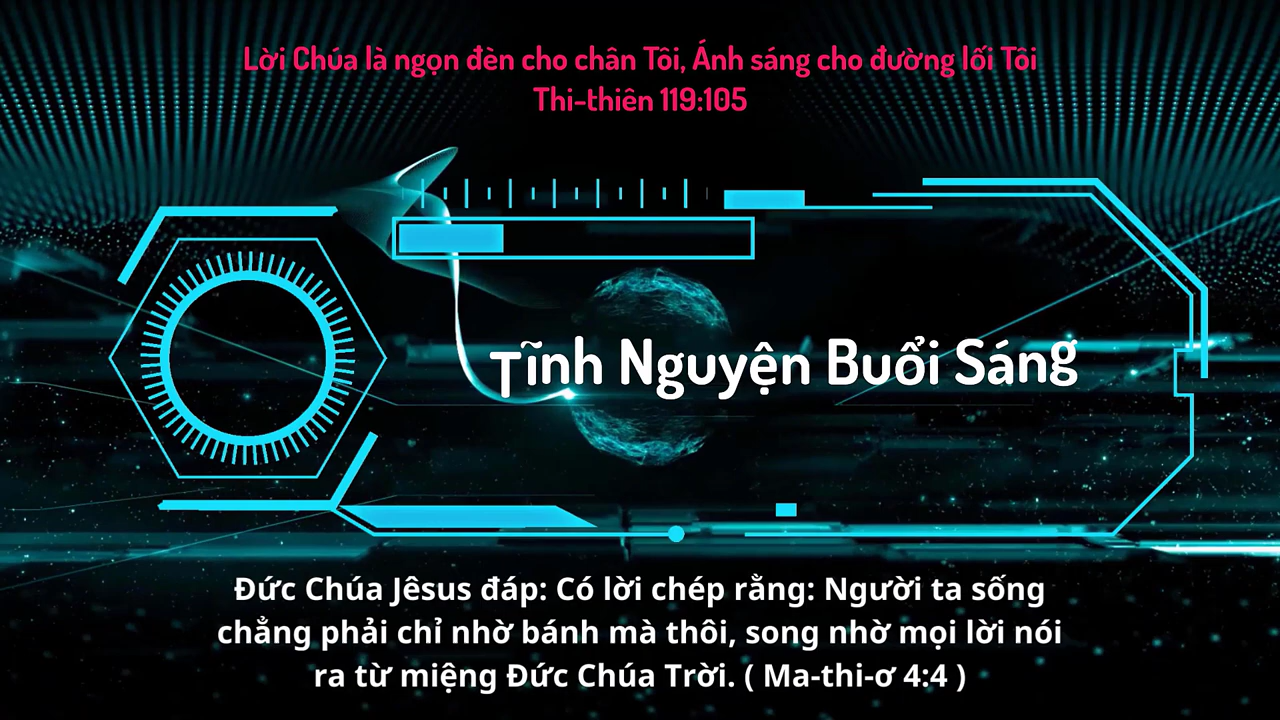 Lời Chúa là ngọn đèn cho chân Tôi, Ánh sáng cho đường lối Tôi
Thi-thiên 119:105
Tĩnh Nguyện Buổi Sáng
Đức Chúa Jêsus đáp: Có lời chép rằng: Người ta sống
chẳng phải chỉ nhờ bánh mà thôi, song nhờ mọi lời nói
ra từ miệng Đức Chúa Trời. ( Ma-thi-ơ 4:4 )